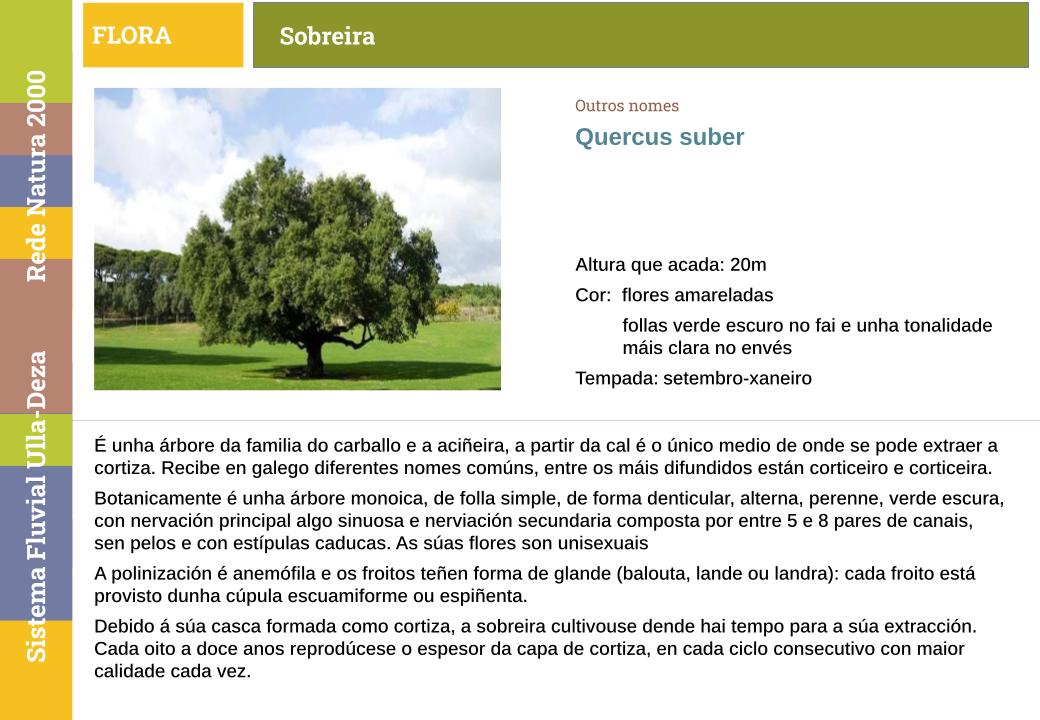 FLORA
Sobreira
Rede Natura 2000
Sistema Fluvial Ulla-Deza
Outros nomes
Quercus suber
Altura que acada: 20m
Cor: flores amareladas
follas verde escuro no fai e unha tonalidade
máis clara no envés
Tempada: setembro-xaneiro
É unha árbore da familia do carballo e a aciñeira, a partir da cal é o único medio de onde se pode extraer a
cortiza. Recibe en galego diferentes nomes comúns, entre os máis difundidos están corticeiro e corticeira.
Botanicamente é unha árbore monoica, de folla simple, de forma denticular, alterna, perenne, verde escura,
con nervación principal algo sinuosa e nerviación secundaria composta por entre 5 e 8 pares de canais,
sen pelos e con estípulas caducas. As súas flores son unisexuais
A polinización é anemófila e os froitos teñen forma de glande (balouta, lande ou landra): cada froito está
provisto dunha cúpula escuamiforme ou espiñenta.
Debido á súa casca formada como cortiza, a sobreira cultivouse dende hai tempo para a súa extracción.
Cada oito a doce anos reprodúcese o espesor da capa de cortiza, en cada ciclo consecutivo con maior
calidade cada vez.